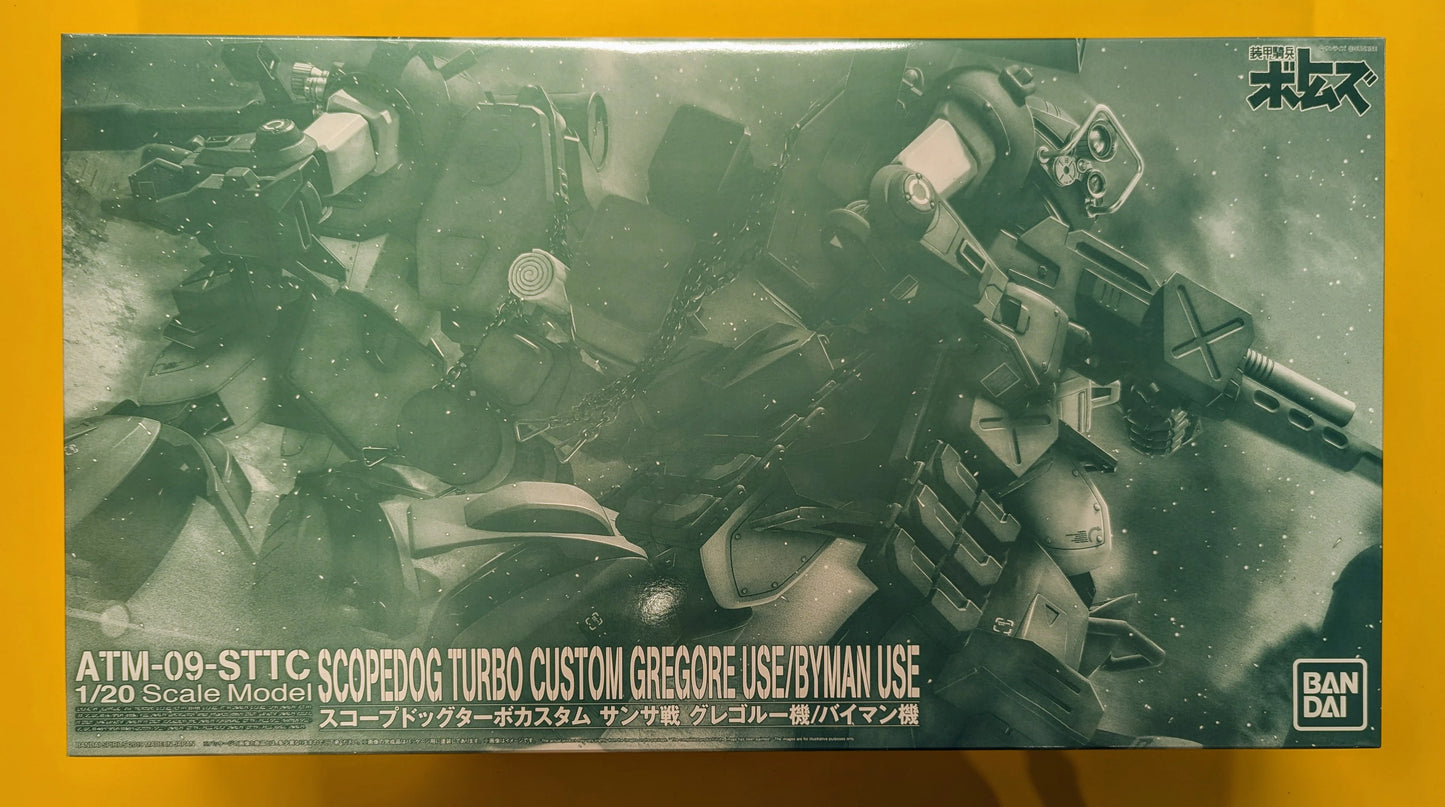 装甲騎兵
ボトムズ
ATM-09-STTC
1/20 Scale Model
SCOPEDOG TURBO CUSTOM GREGORE USE/BYMAN USE
スコープドッグターボカスタム サンサ戦 グレゴルー機/バイマン機
BAN
DAI